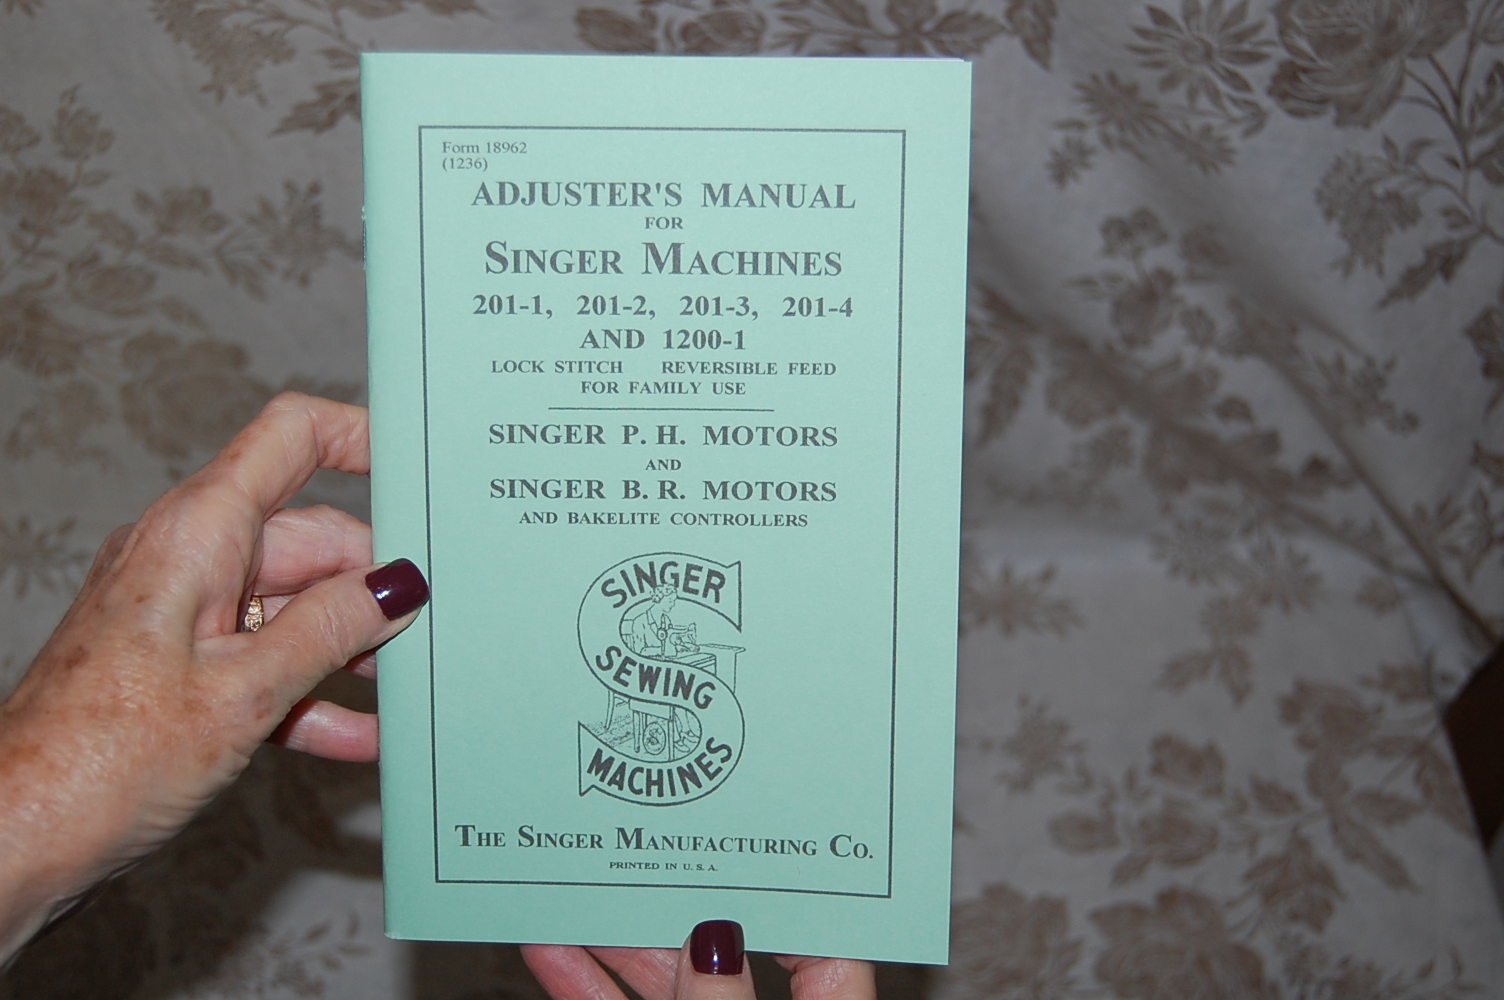 Form 18962
(1236)
ADJUSTER'S MANUAL
FOR
SINGER MACHINES
201-1, 201-2, 201-3, 201-4
AND 1200-1
LOCK STITCH REVERSIBLE FEED
FOR FAMILY USE
SINGER P. H. MOTORS
AND
SINGER B. R. MOTORS
AND BAKELITE CONTROLLERS
SINGER
SEWING
MACHINES
THE SINGER MANUFACTURING CO.
PRINTED IN U. S. A.